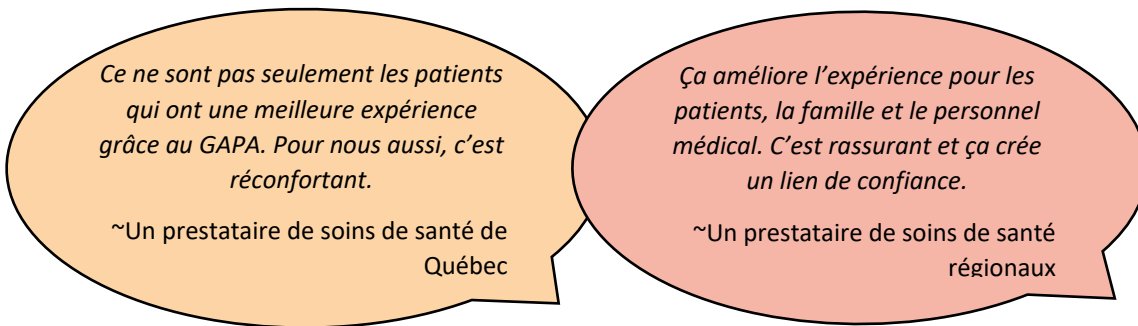 Ce ne sont pas seulement les patients
qui ont une meilleure expérience
grâce au GAPA. Pour nous aussi, c’est
réconfortant.
~Un prestataire de soins de santé de
Québec
Ça améliore l’expérience pour les
patients, la famille et le personnel
médical. C’est rassurant et ça crée
un lien de confiance.
~Un prestataire de soins de santé
régionaux